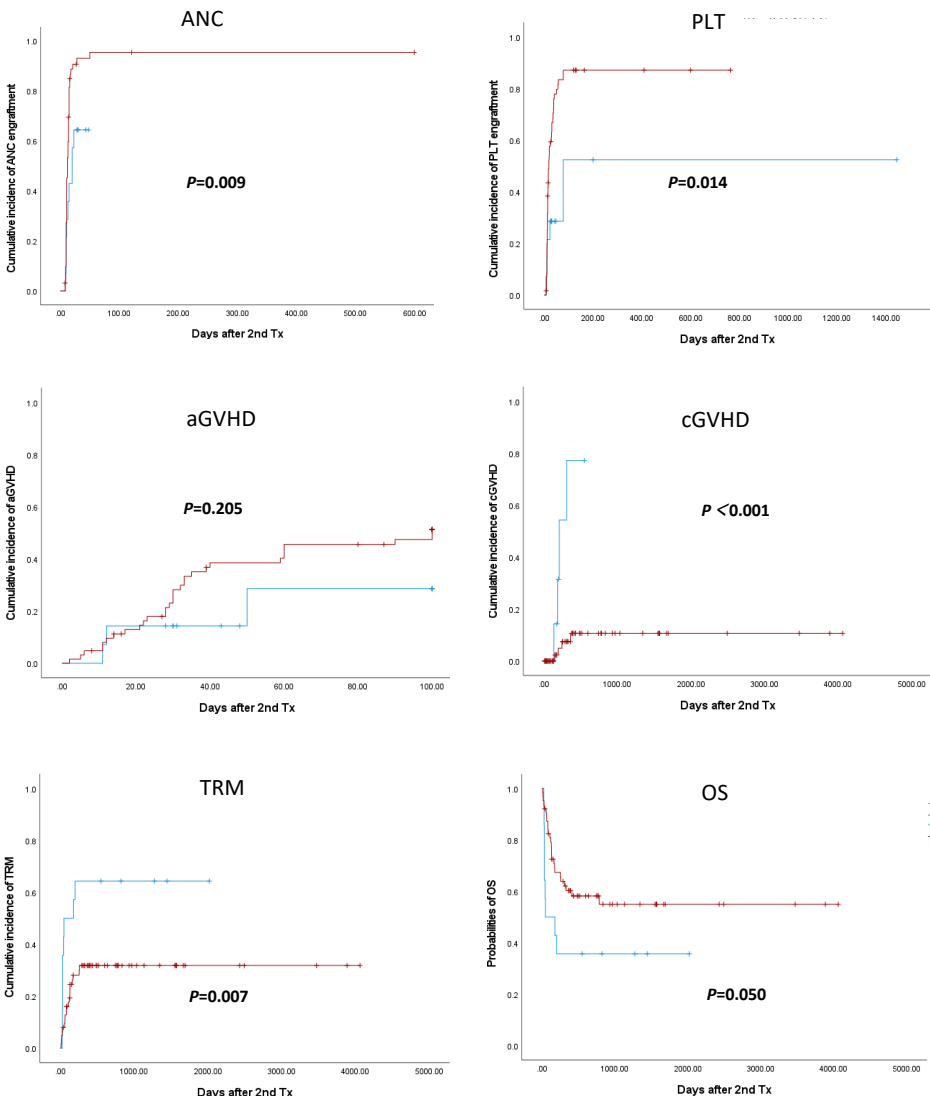 ANC
Cumulative incidenc of ANC engraftment
1.0
0.8
0.6
0.4
0.2
0.0
P=0.009
.00 100.00 200.00 300.00 400.00 500.00 600.00
Days after 2nd Tx
PLT
Cumulative incidence of PLT engraftment
1.0
0.8
0.6
0.4
0.2
0.0
P=0.014
.00 200.00 400.00 600.00 800.00 1000.00 1200.00 1400.00
Days after 2nd Tx
aGVHD
Cumulative incidence of aGVHD
1.0
0.8
0.6
0.4
0.2
0.0
P=0.205
.00 20.00 40.00 60.00 80.00 100.00
Days after 2nd Tx
cGVHD
Cumulative incidence of cGVHD
1.0
0.8
0.6
0.4
0.2
0.0
P＜0.001
.00 1000.00 2000.00 3000.00 4000.00 5000.00
Days after 2nd Tx
TRM
Cumulative incidence of TRM
1.0
0.8
0.6
0.4
0.2
0.0
P=0.007
.00 1000.00 2000.00 3000.00 4000.00 5000.00
Days after 2nd Tx
OS
Probabilities of OS
1.0
0.8
0.6
0.4
0.2
0.0
P=0.050
.00 1000.00 2000.00 3000.00 4000.00 5000.00
Days after 2nd Tx